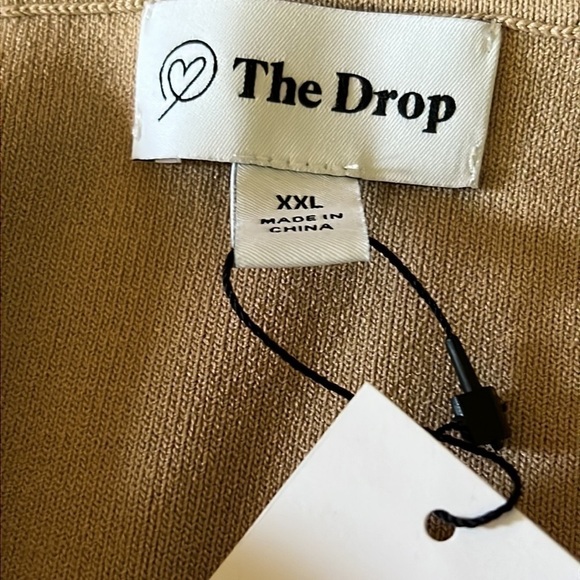 The Drop
XXL
MADE IN
CHINA